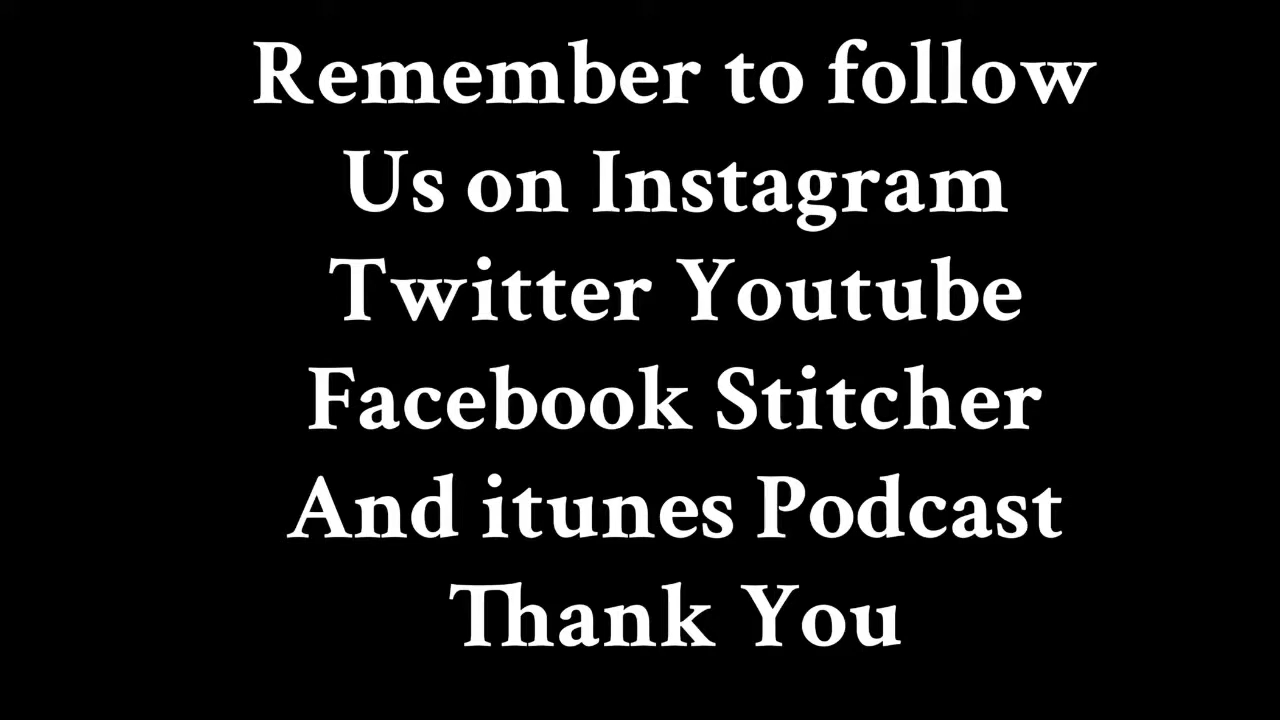 Remember to follow
Us on Instagram
Twitter Youtube
Facebook Stitcher
And itunes Podcast
Thank You